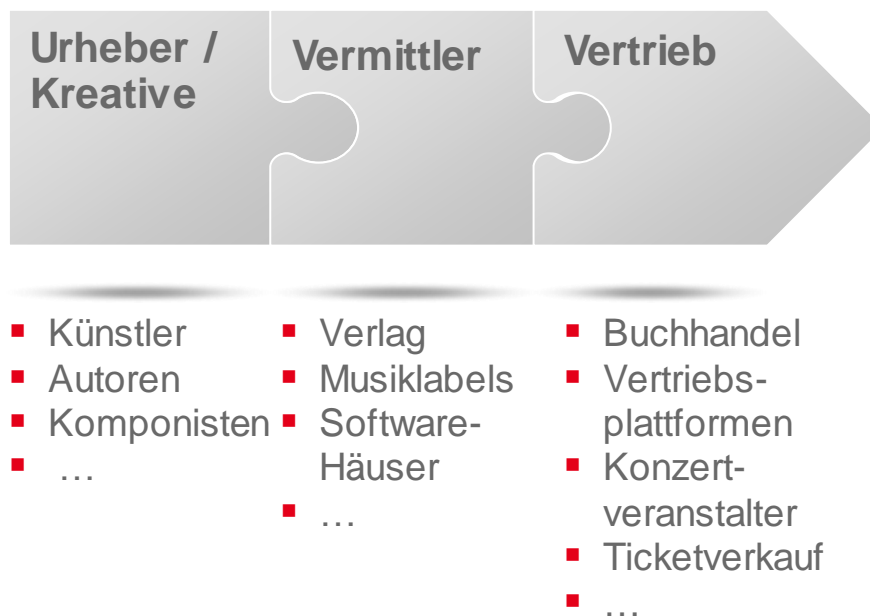 Urheber /
Kreative
Vermittler
Vertrieb
▪ Künstler
▪ Autoren
▪ Komponisten
▪ …
▪ Verlag
▪ Musiklabels
▪ Software-
Häuser
▪ …
▪ Buchhandel
▪ Vertriebs-
plattformen
▪ Konzert-
veranstalter
▪ Ticketverkauf
▪ …